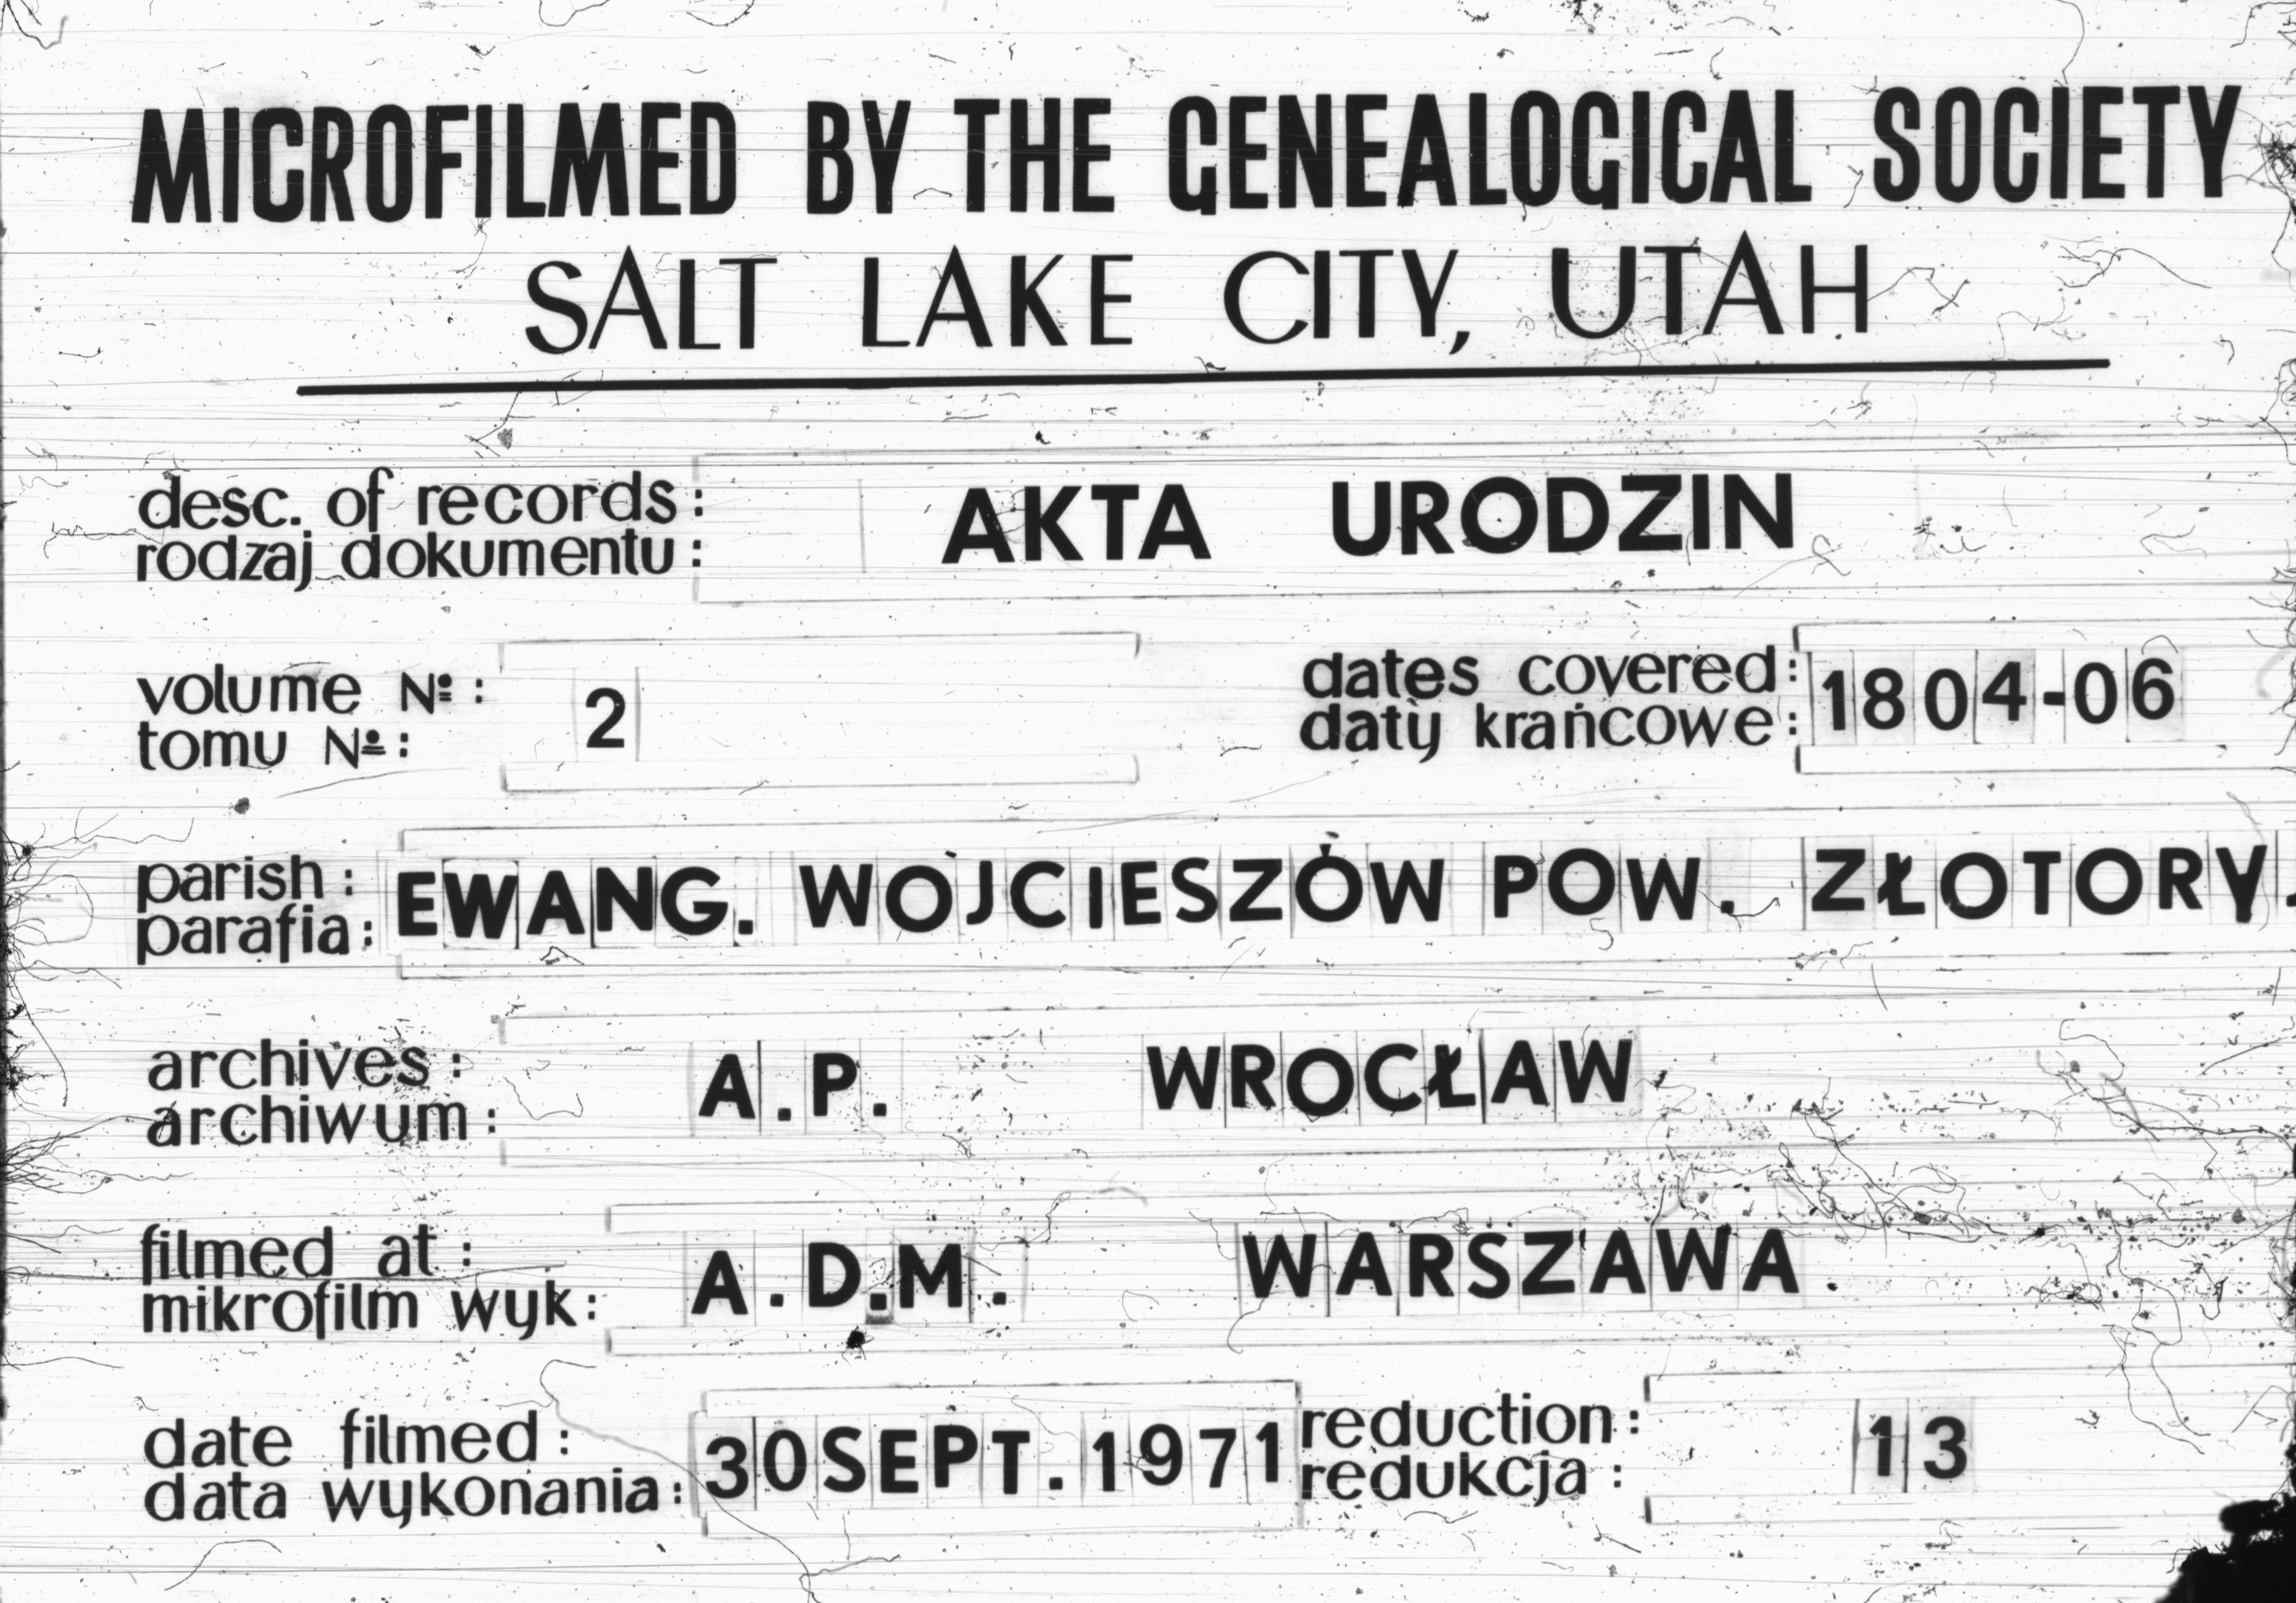 MICROFILMED BY THE GENEALOGICAL SOCIETY
SALT LAKE CITY, UTAH
desc. of records: AKTA URODZIN
rodzaj dokumentu:
volume Nº: 2
tomu Nº:
dates covered: 1804-06
daty krańcowe:
parish: EWANG. WOJCIESZÓW POW. ZŁOTORY.
parafia:
archives: A.P. WROCŁAW
archiwum:
filmed at: A.D.M. WARSZAWA
mikrofilm wyk:
date filmed: 30SEPT.1971
data wykonania:
reduction: 13
redukcja: